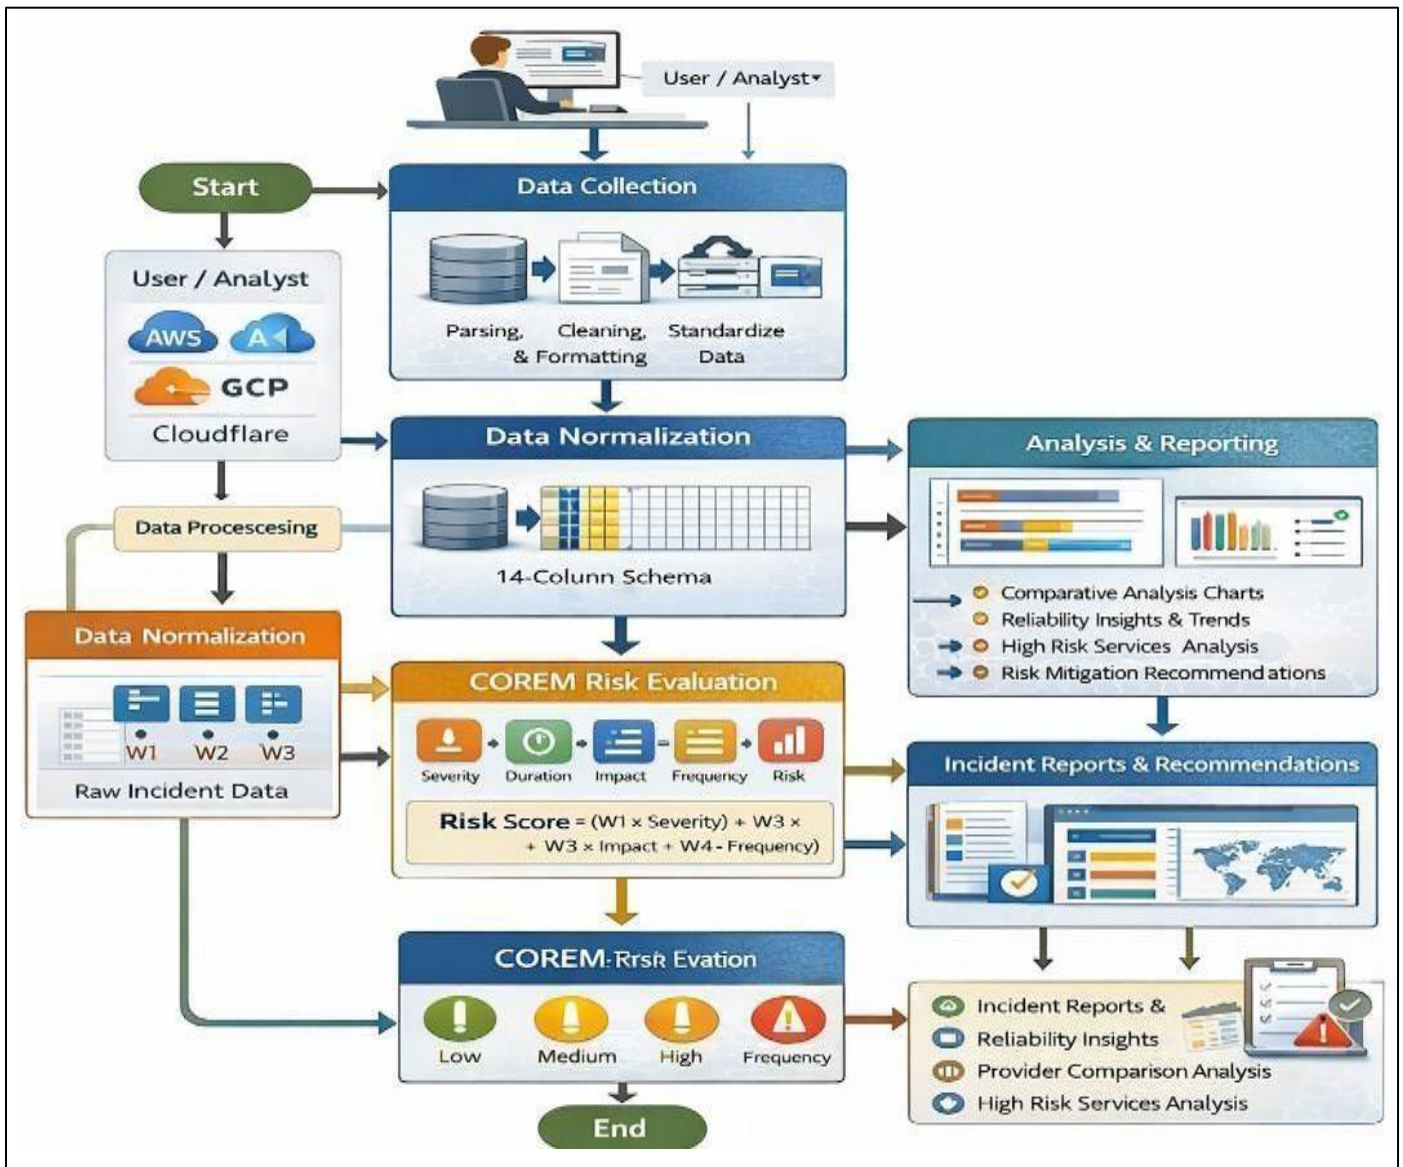 User / Analyst
Start
Data Collection
User / Analyst
AWS
A
GCP
Cloudflare
Parsing, Cleaning, Standardize
& Formatting Data
Data Normalization
14-Columnn Schema
Analysis & Reporting
Comparative Analysis Charts
Reliability Insights & Trends
High Risk Services Analysis
Risk Mitigation Recommendations
Data Procescesing
Data Normalization
W1 W2 W3
Raw Incident Data
COREM Risk Evaluation
Severity Duration Impact Frequency Risk
Risk Score = (W1 x Severity) + W3 ×
+ W3 × Impact + W4 - Frequency)
Incident Reports & Recommendations
COREM-Rrsk Evation
Low Medium High Frequency
End
Incident Reports &
Reliability Insights
Provider Comparison Analysis
High Risk Services Analysis